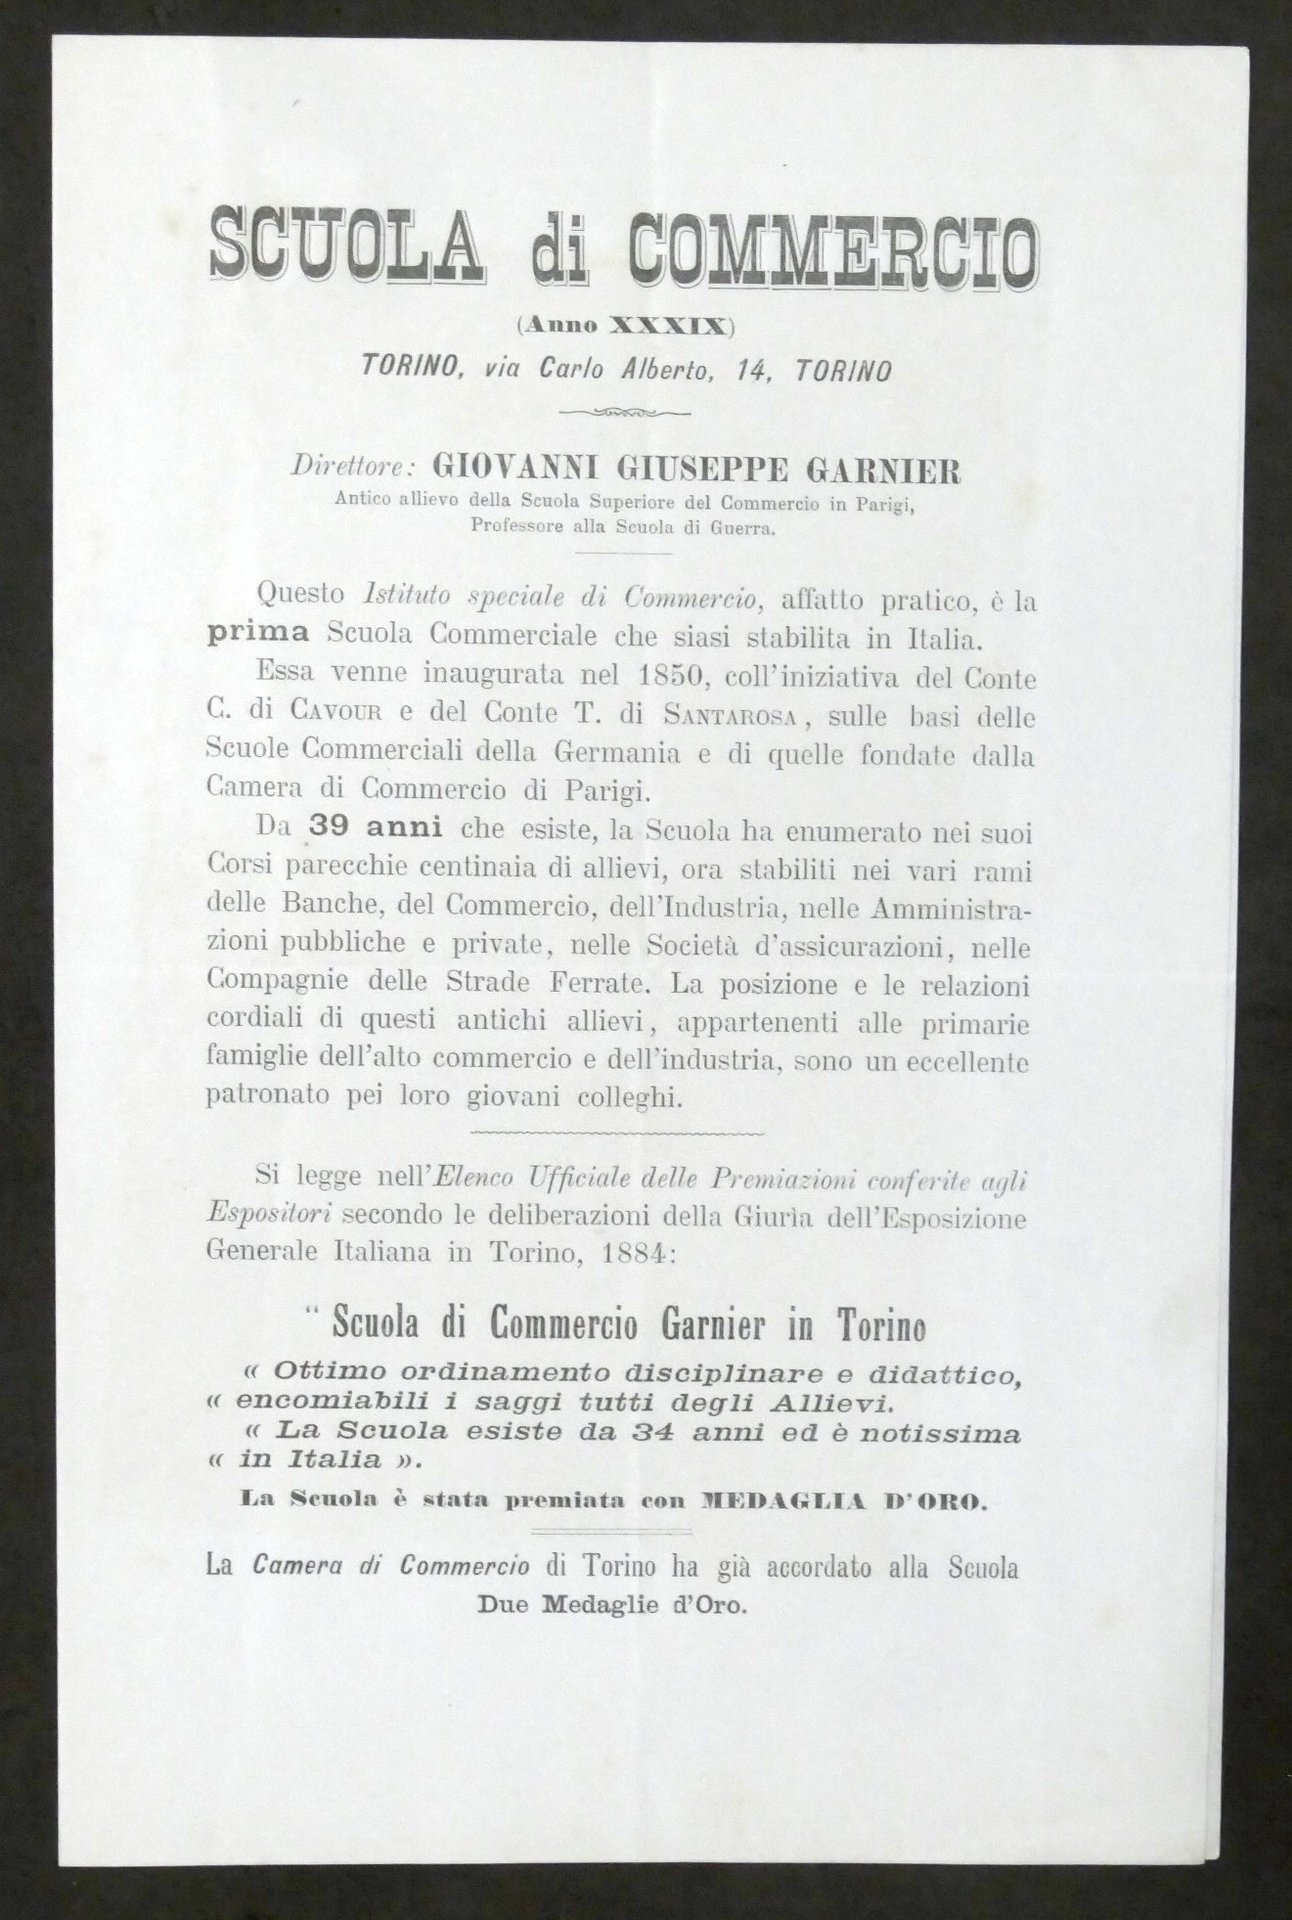 SCUOLA di COMMERCIO
(Anno XXXIX)
TORINO, via Carlo Alberto, 14, TORINO
Direttore: GIOVANNI GIUSEPPE GARNIER
Antico allievo della Scuola Superiore del Commercio in Parigi,
Professore alla Scuola di Guerra.
Questo Istituto speciale di Commercio, affatto pratico, è la
prima Scuola Commerciale che siasi stabilita in Italia.
Essa venne inaugurata nel 1850, coll'iniziativa del Conte
C. di CAVOUR e del Conte T. di SANTAROSA, sulle basi delle
Scuole Commerciali della Germania e di quelle fondate dalla
Camera di Commercio di Parigi.
Da 39 anni che esiste, la Scuola ha enumerato nei suoi
Corsi parecchie centinaia di allievi, ora stabiliti nei vari rami
delle Banche, del Commercio, dell'Industria, nelle Amministra-
zioni pubbliche e private, nelle Società d'assicurazioni, nelle
Compagnie delle Strade Ferrate. La posizione e le relazioni
cordiali di questi antichi allievi, appartenenti alle primarie
famiglie dell'alto commercio e dell'industria, sono un eccellente
patronato pei loro giovani colleghi.
Si legge nell'Elenco Ufficiale delle Premiazioni conferite agli
Espositori secondo le deliberazioni della Giuria dell'Esposizione
Generale Italiana in Torino, 1884:
“ Scuola di Commercio Garnier in Torino
« Ottimo ordinamento disciplinare e didattico,
« encomiabili i saggi tutti degli Allievi.
« La Scuola esiste da 34 anni ed è notissima
« in Italia ».
La Scuola è stata premiata con MEDAGLIA D'ORO.
La Camera di Commercio di Torino ha già accordato alla Scuola
Due Medaglie d'Oro.